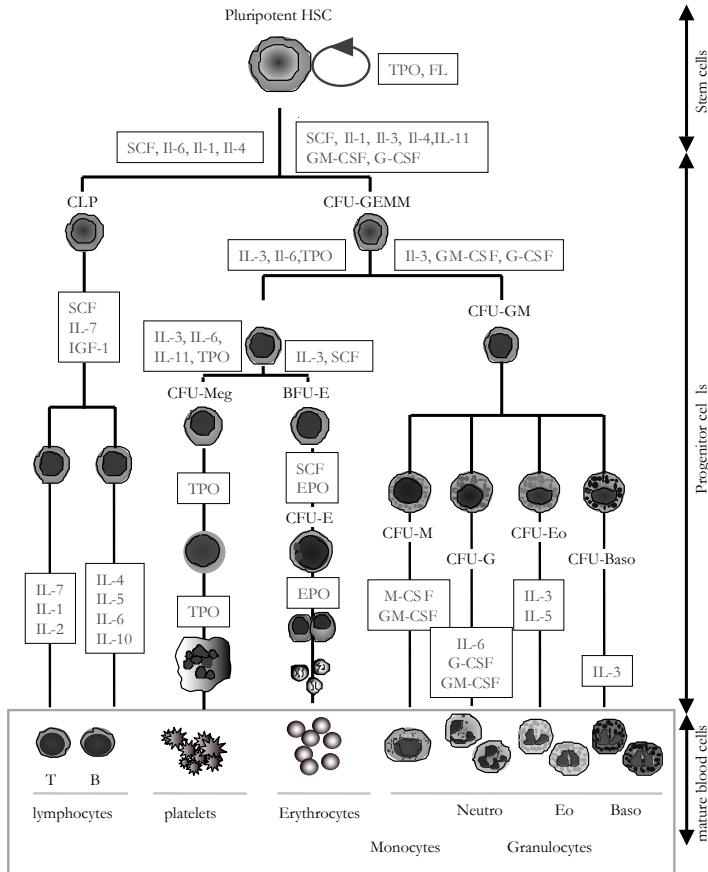 Pluripotent HSC
TPO, FL
Stem cells
SCF, Il-6, Il-1, Il-4
SCF, Il-1, Il-3, Il-4,IL-11
GM-CSF, G-CSF
CLP
CFU-GEMM
IL-3, Il-6,TPO
Il-3, GM-CSF, G-CSF
SCF
IL-7
IGF-1
CFU-GM
IL-3, IL-6,
IL-11, TPO
IL-3, SCF
CFU-Meg
BFU-E
Progenitor cel ls
TPO
SCF
EPO
CFU-E
CFU-M
CFU-G
CFU-Eo
CFU-Baso
IL-7
IL-1
IL-2
IL-4
IL-5
IL-6
IL-10
TPO
EPO
M-CSF
GM-CSF
IL-6
G-CSF
GM-CSF
IL-3
IL-5
IL-3
mature blood cells
T
B
lymphocytes
platelets
Erythrocytes
Neutro
Eo
Baso
Monocytes
Granulocytes